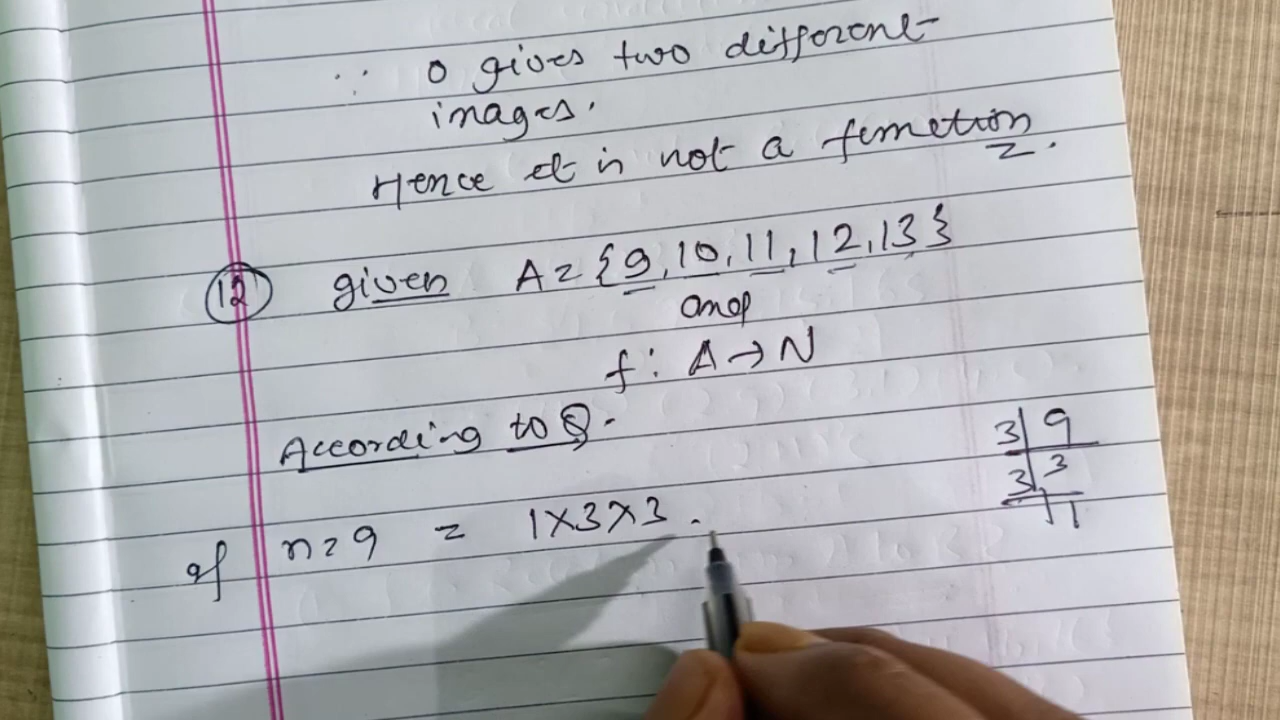 ∵ 0 gives two different
images.
Hence it is not a function.
12 given A = {9, 10, 11, 12, 13}
and
f: A → N
According to Q.
if n = 9 = 1×3×3.
3|9
3|3
1